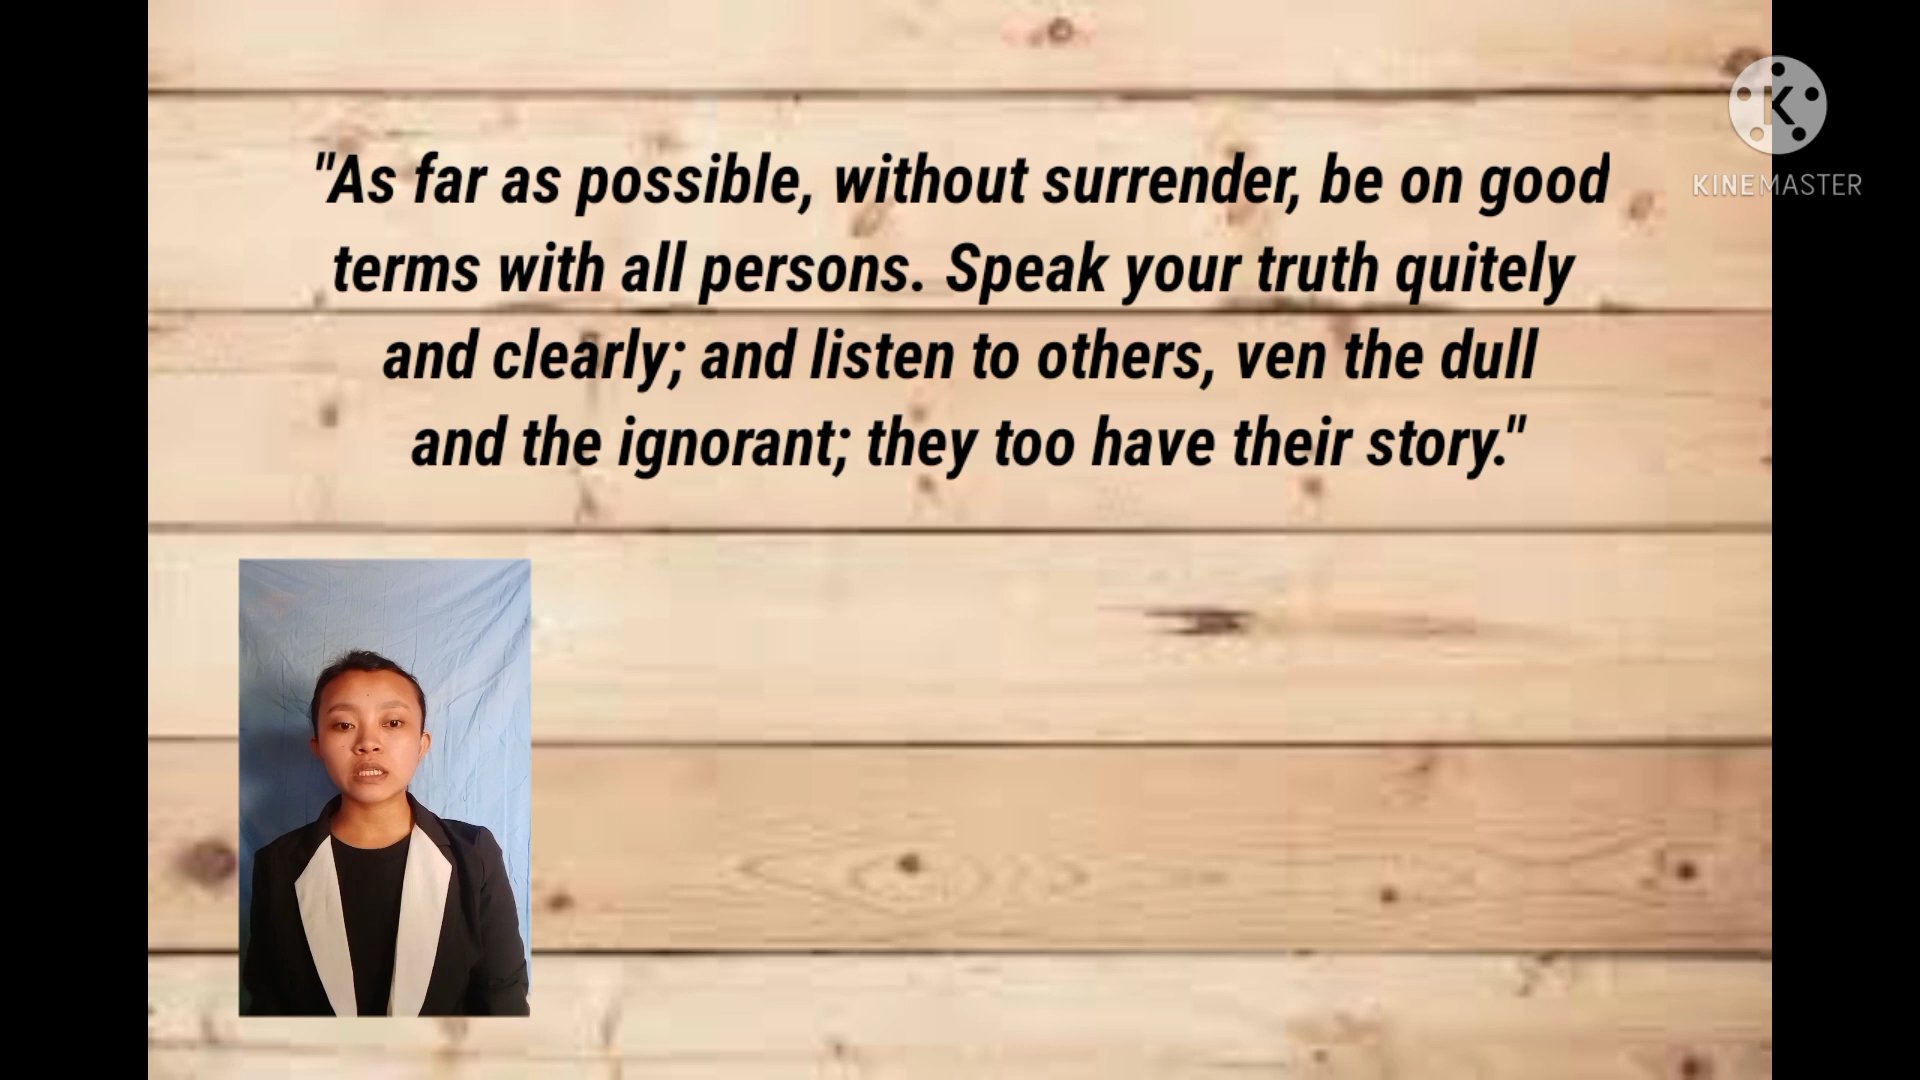 "As far as possible, without surrender, be on good
terms with all persons. Speak your truth quitely
and clearly; and listen to others, ven the dull
and the ignorant; they too have their story."
K
KINEMASTER